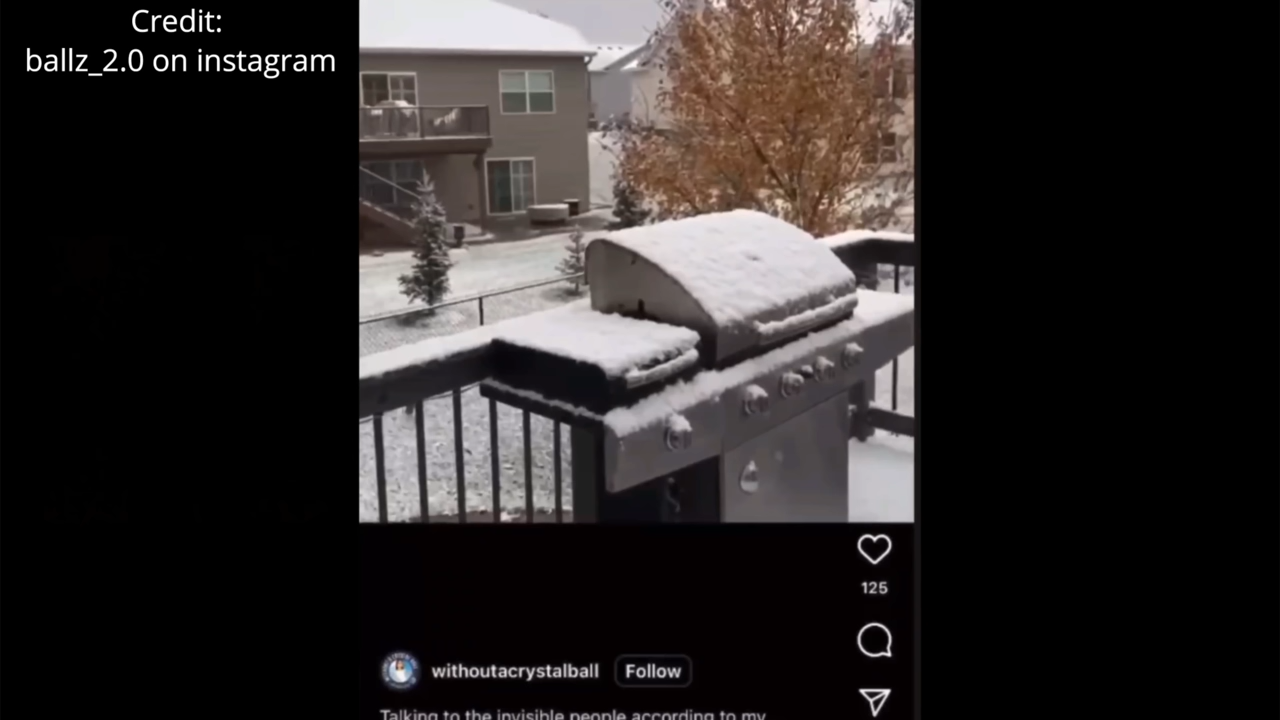 Credit:
ballz_2.0 on instagram
125
withoutacrystalball
Follow
Talking to the invisible people according to my